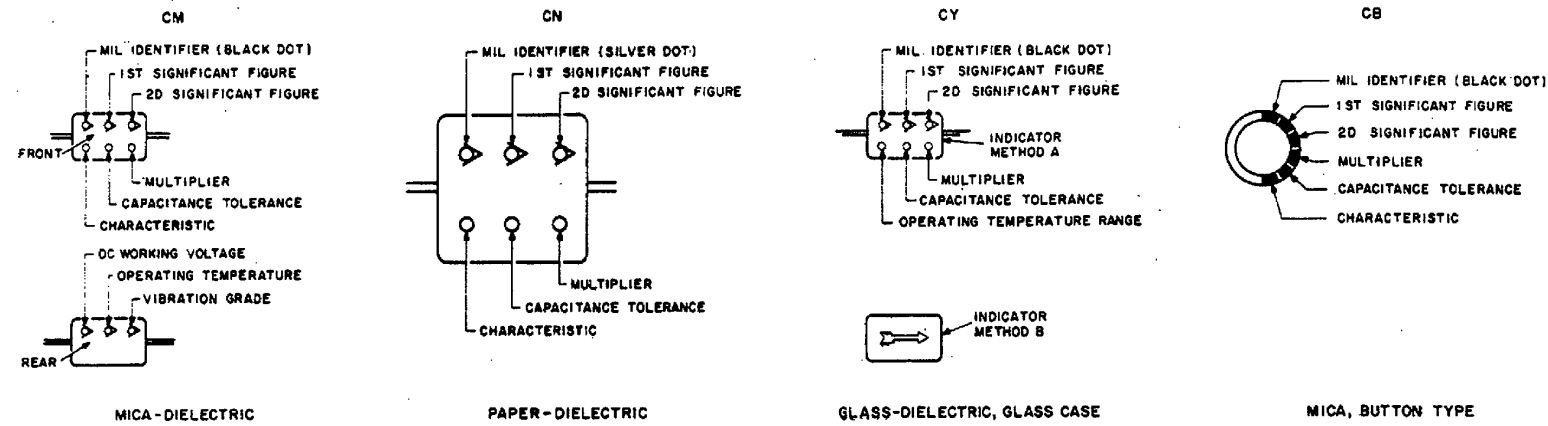 CM
MIL IDENTIFIER (BLACK DOT)
1ST SIGNIFICANT FIGURE
2D SIGNIFICANT FIGURE
FRONT
MULTIPLIER
CAPACITANCE TOLERANCE
CHARACTERISTIC
DC WORKING VOLTAGE
OPERATING TEMPERATURE
VIBRATION GRADE
REAR
MICA-DIELECTRIC
CN
MIL IDENTIFIER (SILVER DOT)
1ST SIGNIFICANT FIGURE
2D SIGNIFICANT FIGURE
MULTIPLIER
CAPACITANCE TOLERANCE
CHARACTERISTIC
PAPER-DIELECTRIC
CY
MIL IDENTIFIER (BLACK DOT)
1ST SIGNIFICANT FIGURE
2D SIGNIFICANT FIGURE
INDICATOR
METHOD A
MULTIPLIER
CAPACITANCE TOLERANCE
OPERATING TEMPERATURE RANGE
INDICATOR
METHOD B
GLASS-DIELECTRIC, GLASS CASE
CB
MIL IDENTIFIER (BLACK DOT)
1ST SIGNIFICANT FIGURE
2D SIGNIFICANT FIGURE
MULTIPLIER
CAPACITANCE TOLERANCE
CHARACTERISTIC
MICA, BUTTON TYPE